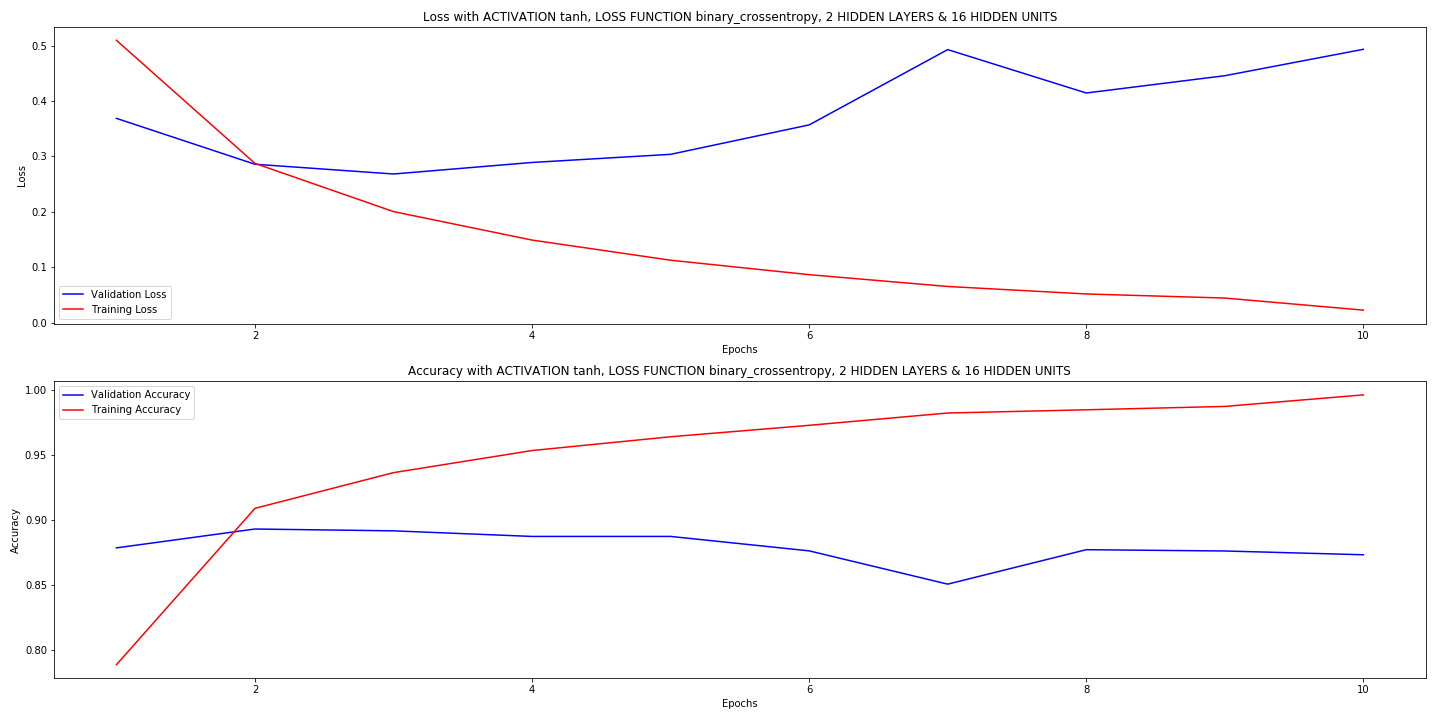 Loss with ACTIVATION tanh, LOSS FUNCTION binary_crossentropy, 2 HIDDEN LAYERS & 16 HIDDEN UNITS
0.5
0.4
0.3
0.2
0.1
0.0
Loss
Validation Loss
Training Loss
2 4 6 8 10
Epochs
Accuracy with ACTIVATION tanh, LOSS FUNCTION binary_crossentropy, 2 HIDDEN LAYERS & 16 HIDDEN UNITS
Validation Accuracy
Training Accuracy
1.00
0.95
0.90
0.85
0.80
Accuracy
2 4 6 8 10
Epochs